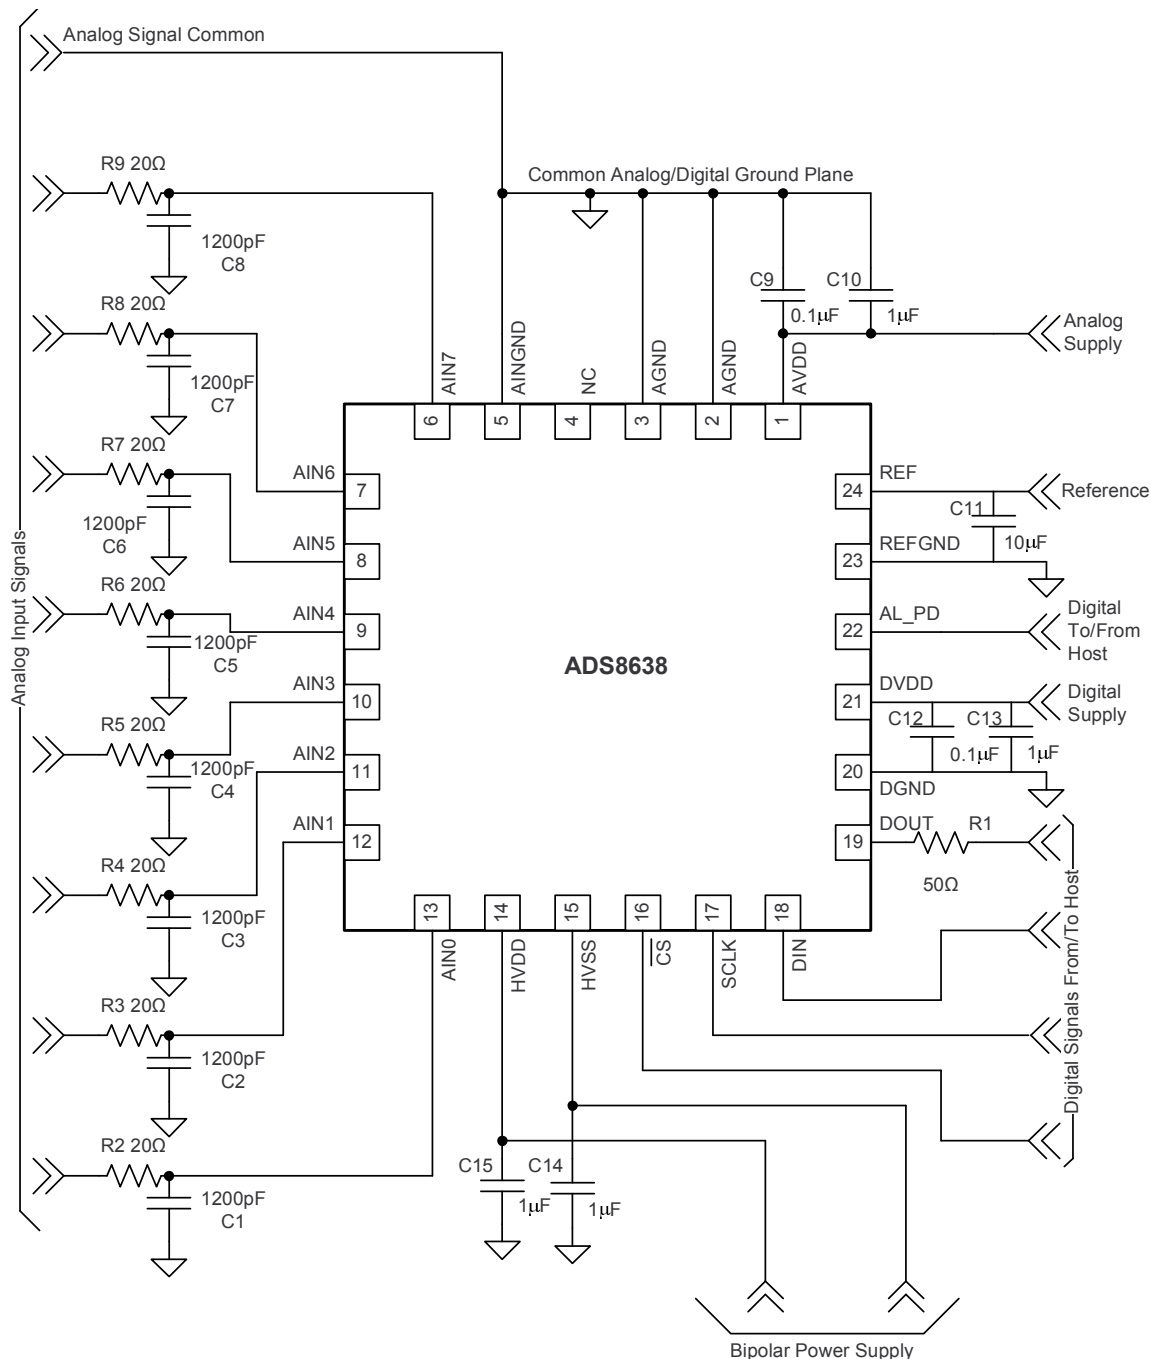 Analog Signal Common
R9 20Ω
Common Analog/Digital Ground Plane
1200pF
C8
C9
C10
0.1µF
1µF
R8 20Ω
Analog
Supply
1200pF
C7
AIN7
AINGND
NC
AGND
AGND
AVDD
6
5
4
3
2
1
R7 20Ω
AIN6
7
24
REF
Reference
C11
10µF
1200pF
C6
AIN5
8
23
REFGND
R6 20Ω
AIN4
9
22
AL_PD
Digital
To/From
Host
1200pF
C5
ADS8638
AIN3
10
21
DVDD
Digital
Supply
C12
C13
0.1µF
1µF
R5 20Ω
1200pF
C4
AIN2
11
20
DGND
AIN1
12
19
DOUT
R1
50Ω
R4 20Ω
1200pF
C3
13
14
15
16
17
18
AIN0
HVDD
HVSS
CS
SCLK
DIN
R3 20Ω
1200pF
C2
R2 20Ω
1200pF
C1
C15
C14
1µF
1µF
Analog Input Signals
Digital Signals From/To Host
Bipolar Power Supply